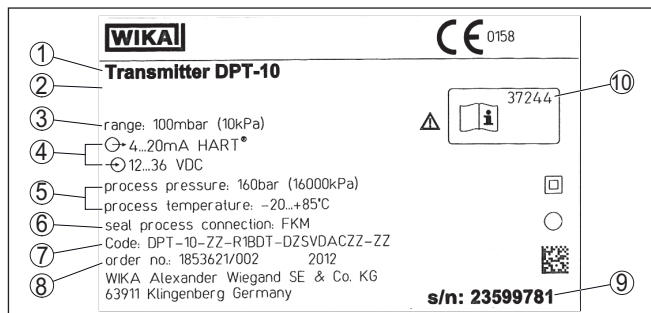 WIKA
CE 0158
① Transmitter DPT-10
②
37244 ⑩
③ range: 100mbar (10kPa)
④ 4...20mA HART®
12...36 VDC
⑤ process pressure: 160bar (16000kPa)
process temperature: -20...+85°C
⑥ seal process connection: FKM
⑦ Code: DPT-10-ZZ-R1BDT-DZSVDACZZ-ZZ
⑧ order no.: 1853621/002 2012
WIKA Alexander Wiegand SE & Co. KG
63911 Klingenberg Germany
s/n: 23599781 ⑨